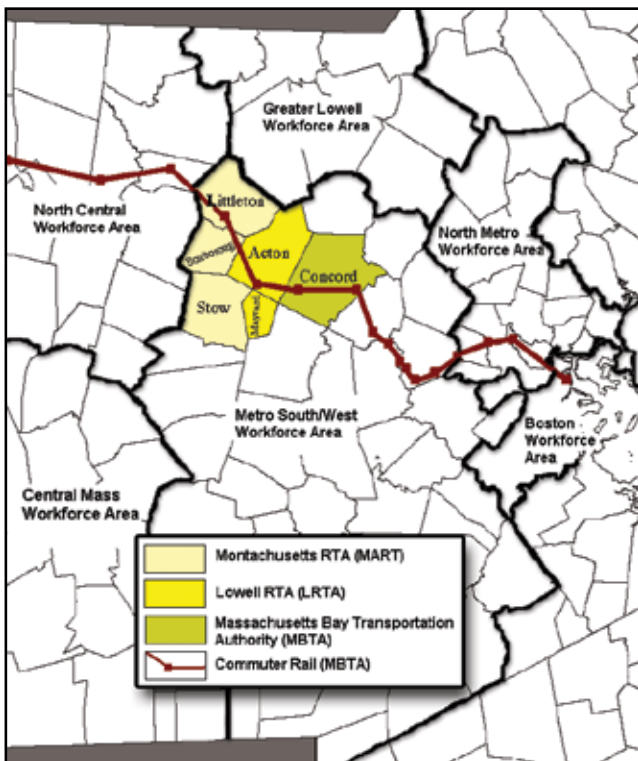 Greater Lowell
Workforce Area
North Central
Workforce Area
Littleton
North Metro
Workforce Area
Boxborough
Acton
Concord
Stow
Maynard
Metro South/West
Workforce Area
Boston
Workforce
Area
Central Mass
Workforce Area
Montachusetts RTA (MART)
Lowell RTA (LRTA)
Massachusetts Bay Transportation
Authority (MBTA)
Commuter Rail (MBTA)